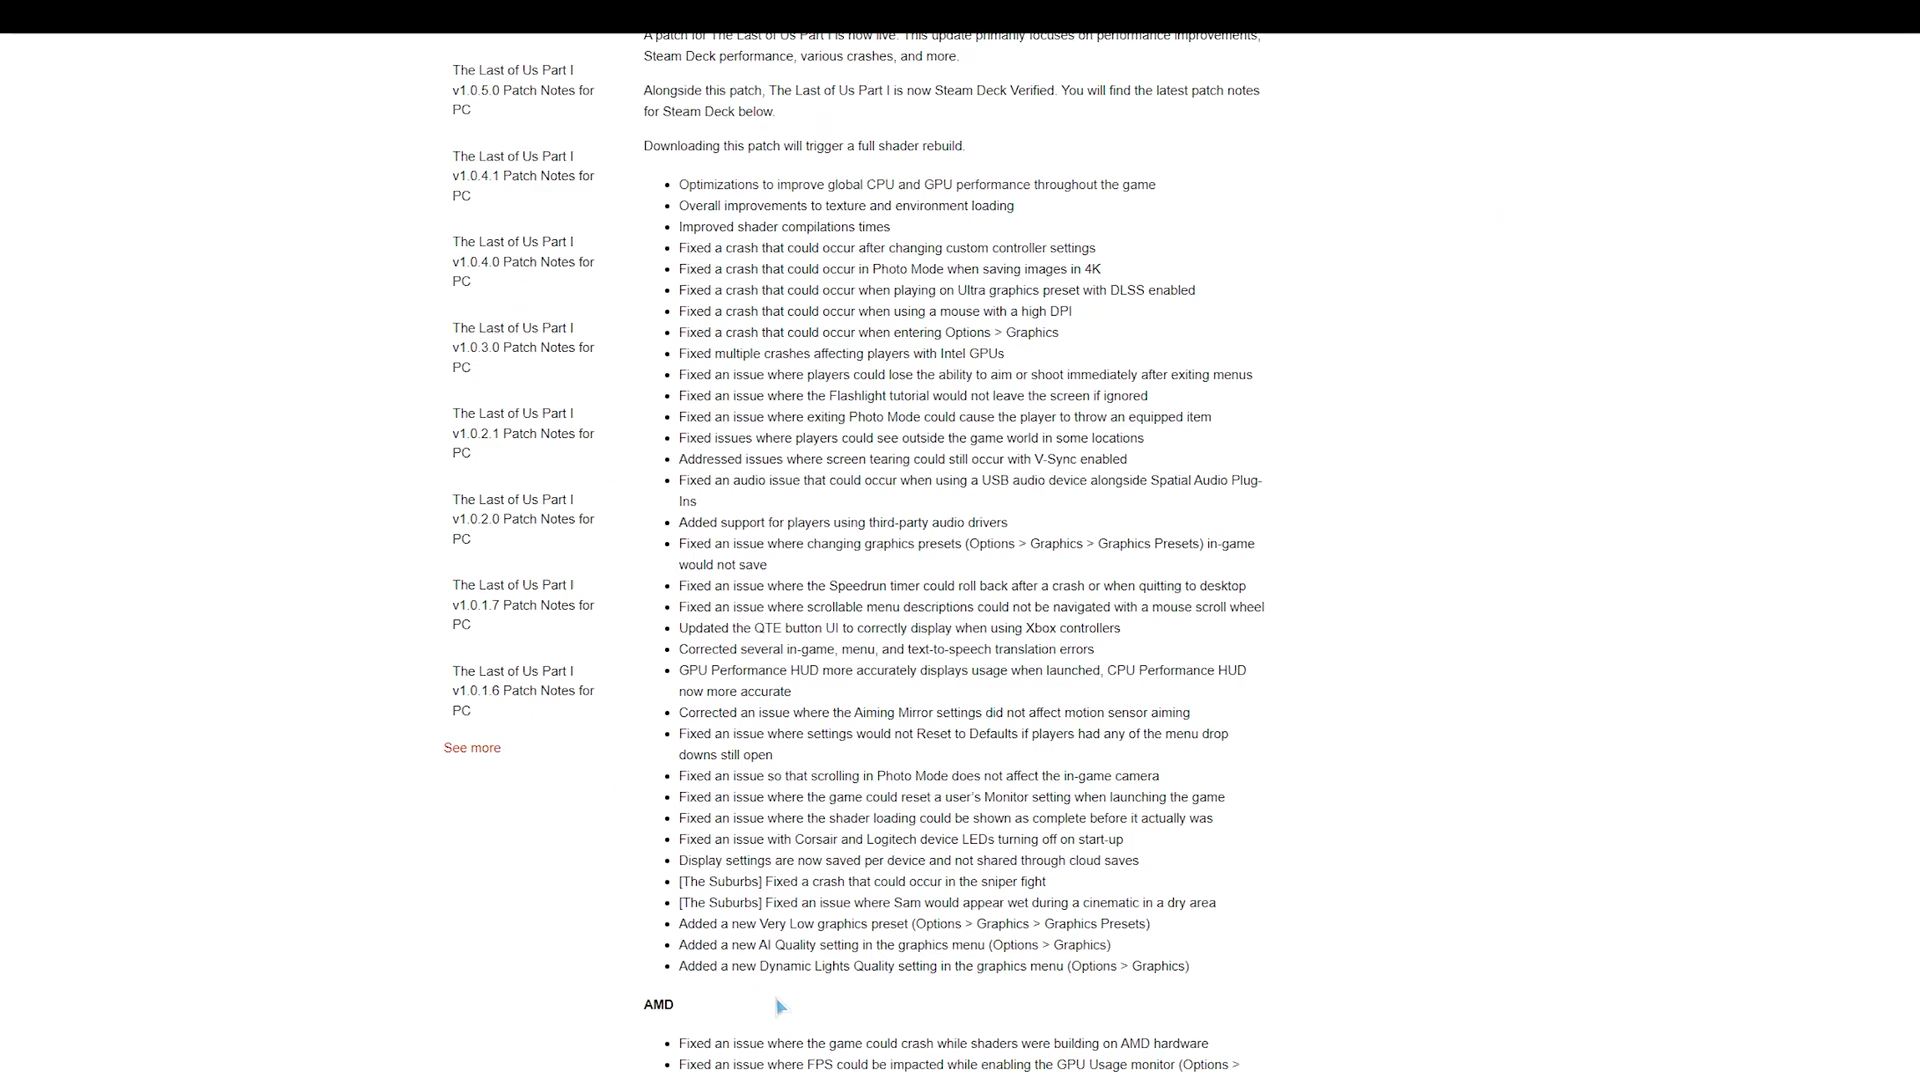 The Last of Us Part I
v1.0.5.0 Patch Notes for
PC
The Last of Us Part I
v1.0.4.1 Patch Notes for
PC
The Last of Us Part I
v1.0.4.0 Patch Notes for
PC
The Last of Us Part I
v1.0.3.0 Patch Notes for
PC
The Last of Us Part I
v1.0.2.1 Patch Notes for
PC
The Last of Us Part I
v1.0.2.0 Patch Notes for
PC
The Last of Us Part I
v1.0.1.7 Patch Notes for
PC
The Last of Us Part I
v1.0.1.6 Patch Notes for
PC
See more
A patch for The Last of Us Part I is now live. This update primarily focuses on performance improvements,
Steam Deck performance, various crashes, and more.
Alongside this patch, The Last of Us Part I is now Steam Deck Verified. You will find the latest patch notes
for Steam Deck below.
Downloading this patch will trigger a full shader rebuild.
• Optimizations to improve global CPU and GPU performance throughout the game
• Overall improvements to texture and environment loading
• Improved shader compilations times
• Fixed a crash that could occur after changing custom controller settings
• Fixed a crash that could occur in Photo Mode when saving images in 4K
• Fixed a crash that could occur when playing on Ultra graphics preset with DLSS enabled
• Fixed a crash that could occur when using a mouse with a high DPI
• Fixed a crash that could occur when entering Options > Graphics
• Fixed multiple crashes affecting players with Intel GPUs
• Fixed an issue where players could lose the ability to aim or shoot immediately after exiting menus
• Fixed an issue where the Flashlight tutorial would not leave the screen if ignored
• Fixed an issue where exiting Photo Mode could cause the player to throw an equipped item
• Fixed issues where players could see outside the game world in some locations
• Addressed issues where screen tearing could still occur with V-Sync enabled
• Fixed an audio issue that could occur when using a USB audio device alongside Spatial Audio Plug-
Ins
• Added support for players using third-party audio drivers
• Fixed an issue where changing graphics presets (Options > Graphics > Graphics Presets) in-game
would not save
• Fixed an issue where the Speedrun timer could roll back after a crash or when quitting to desktop
• Fixed an issue where scrollable menu descriptions could not be navigated with a mouse scroll wheel
• Updated the QTE button UI to correctly display when using Xbox controllers
• Corrected several in-game, menu, and text-to-speech translation errors
• GPU Performance HUD more accurately displays usage when launched, CPU Performance HUD
now more accurate
• Corrected an issue where the Aiming Mirror settings did not affect motion sensor aiming
• Fixed an issue where settings would not Reset to Defaults if players had any of the menu drop
downs still open
• Fixed an issue so that scrolling in Photo Mode does not affect the in-game camera
• Fixed an issue where the game could reset a user’s Monitor setting when launching the game
• Fixed an issue where the shader loading could be shown as complete before it actually was
• Fixed an issue with Corsair and Logitech device LEDs turning off on start-up
• Display settings are now saved per device and not shared through cloud saves
• [The Suburbs] Fixed a crash that could occur in the sniper fight
• [The Suburbs] Fixed an issue where Sam would appear wet during a cinematic in a dry area
• Added a new Very Low graphics preset (Options > Graphics > Graphics Presets)
• Added a new AI Quality setting in the graphics menu (Options > Graphics)
• Added a new Dynamic Lights Quality setting in the graphics menu (Options > Graphics)
AMD
• Fixed an issue where the game could crash while shaders were building on AMD hardware
• Fixed an issue where FPS could be impacted while enabling the GPU Usage monitor (Options >